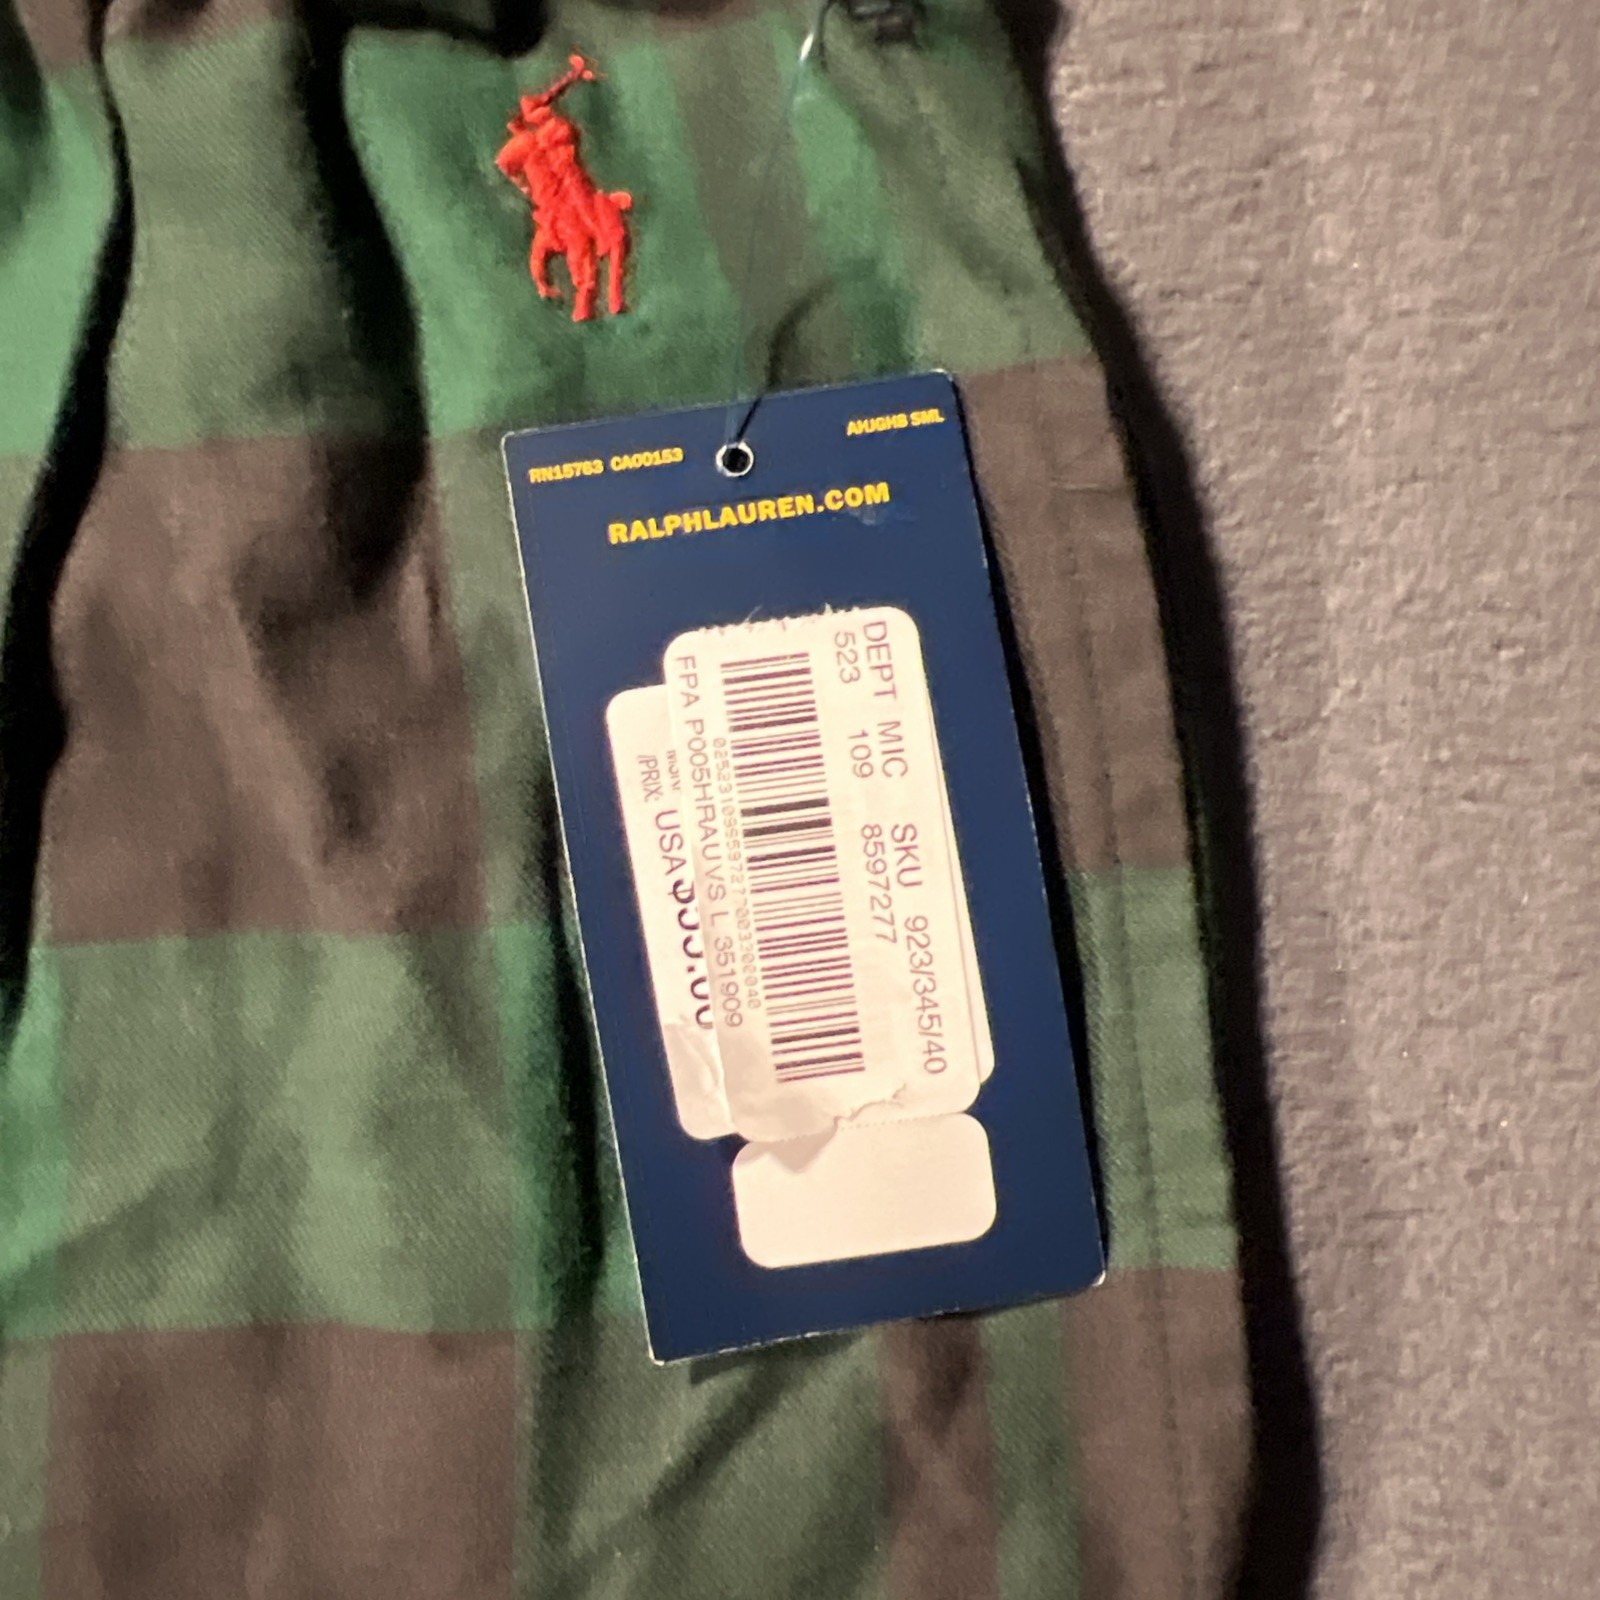 RN15763 CA00153
AHJGHB SML
RALPHLAUREN.COM
DEPT MIC SKU 923/345/40
523 109 8597277
FPA P005HRAUVS L 351909
/PRIX: USA